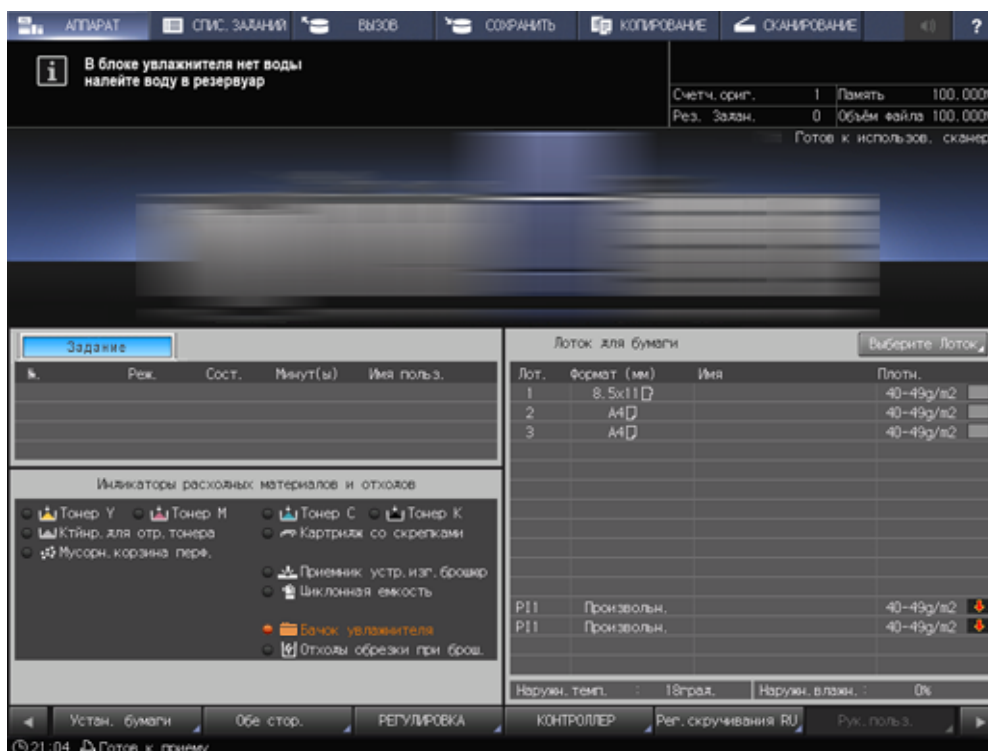 АППАРАТ СПИС. ЗАДАНИЙ ВЫЗОВ СОХРАНИТЬ КОПИРОВАНИЕ СКАНИРОВАНИЕ ?
В блоке увлажнителя нет воды
налейте воду в резервуар
Счетч.ориг. 1 Память 100.000%
Рез. Задан. 0 Объём файла 100.000%
Готов к использов. сканер
Задание
№. Реж. Сост. Минут(ы) Имя польз.
Лоток для бумаги Выберите Лоток
Лот. Формат (мм) Имя Плотн.
1 8.5x11 40-49g/m2
2 A4 40-49g/m2
3 A4 40-49g/m2
PI1 Произвольн. 40-49g/m2
PI1 Произвольн. 40-49g/m2
Наружн.темп. : 18град. Наружн.влажн. : 0%
Индикаторы расходных материалов и отходов
Тонер Y Тонер M Тонер C Тонер K
Ктйнр.для отр.тонера Картридж со скрепками
Мусорн.корзина перф.
Приемник устр.изг.брошюр
Циклонная емкость
Бачок увлажнителя
Отходы обрезки при брош.
Устан. бумаги Обе стор. РЕГУЛИРОВКА КОНТРОЛЛЕР Рег.скручивания RU Рук.польз.
21:04 Готов к приему